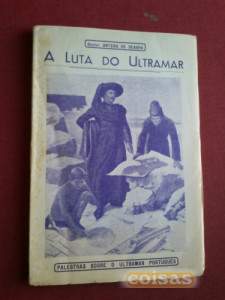 A LUTA DO ULTRAMAR
PALESTRAS SOBRE O ULTRAMAR PORTUGUÊS
coisas